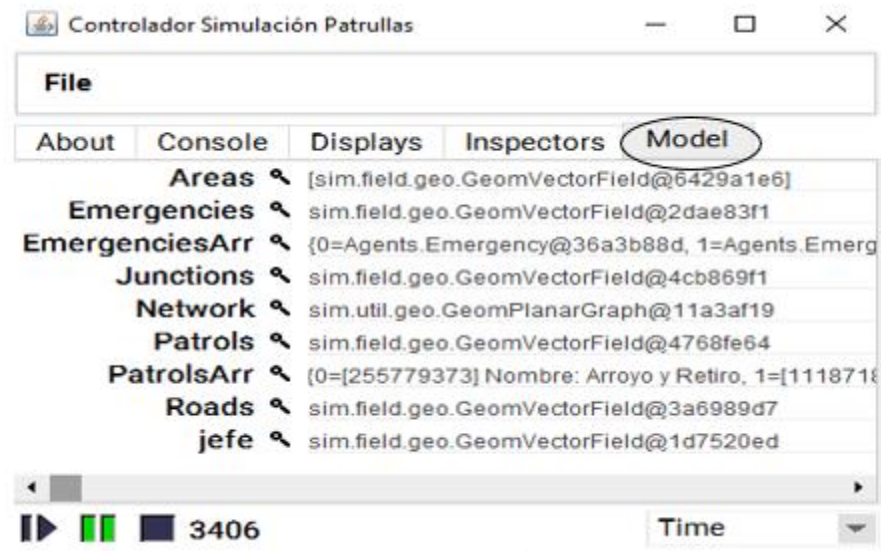 Controlador Simulación Patrullas
File
About Console Displays Inspectors Model
Areas [sim.field.geo.GeomVectorField@6429a1e6]
Emergencies sim.field.geo.GeomVectorField@2dae83f1
EmergenciesArr {0=Agents.Emergency@36a3b88d, 1=Agents.Emerg
Junctions sim.field.geo.GeomVectorField@4cb869f1
Network sim.util.geo.GeomPlanarGraph@11a3af19
Patrols sim.field.geo.GeomVectorField@4768fe64
PatrolsArr {0=[255779373] Nombre: Arroyo y Retiro, 1=[1118718
Roads sim.field.geo.GeomVectorField@3a6989d7
jefe sim.field.geo.GeomVectorField@1d7520ed
3406 Time